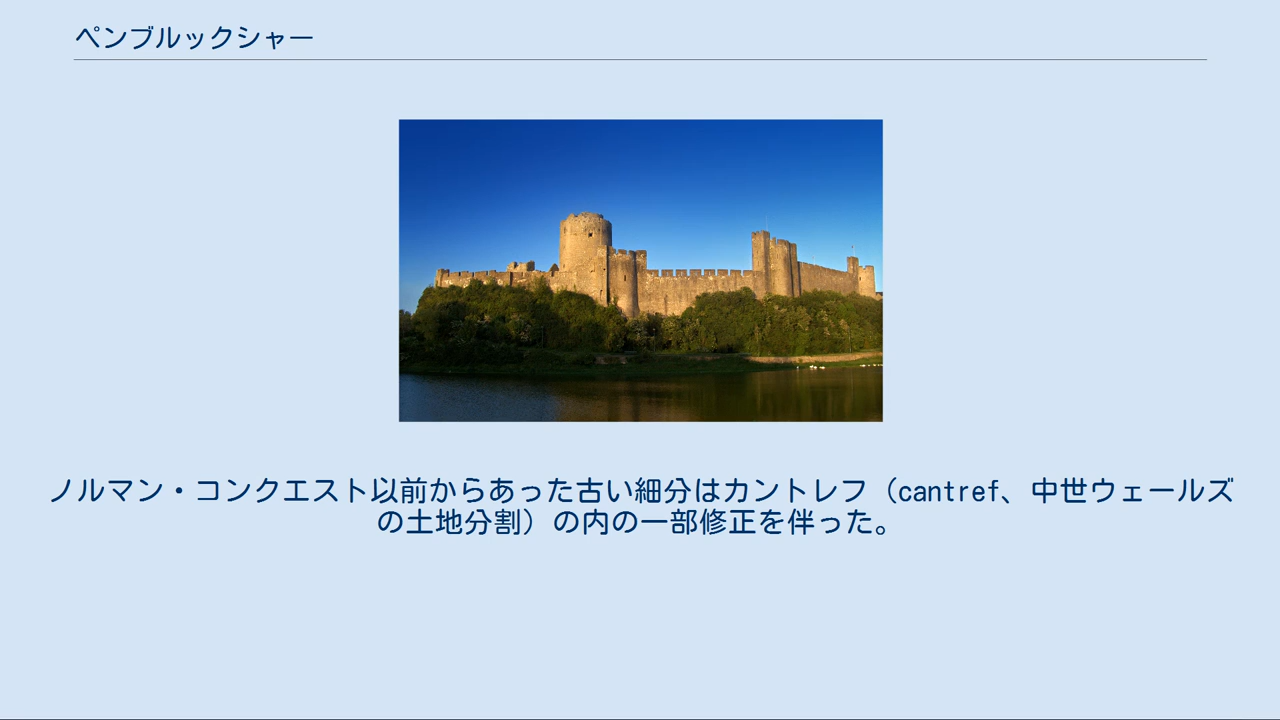 ペンブルックシャー
ノルマン・コンクエスト以前からあった古い細分はカントレフ（cantref、中世ウェールズ
の土地分割）の内の一部修正を伴った。